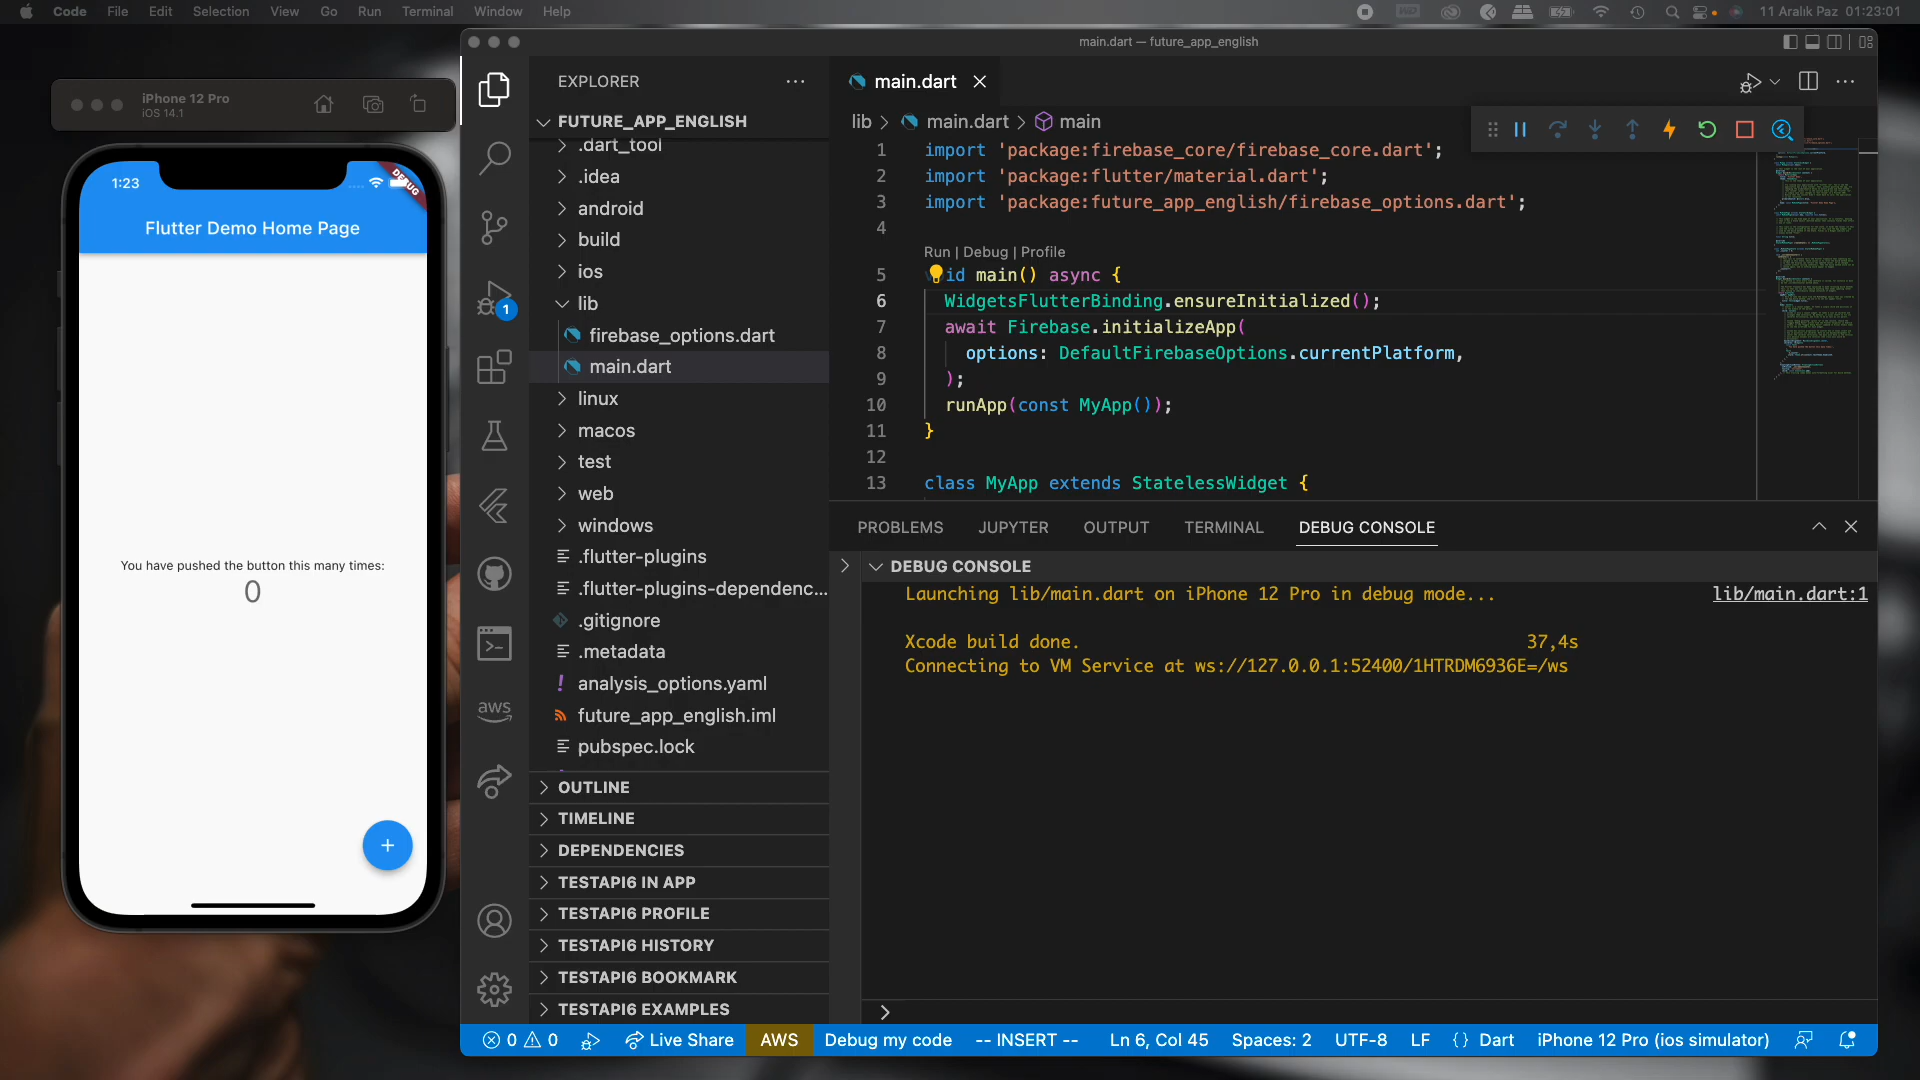 Code File Edit Selection View Go Run Terminal Window Help
11 Aralık Paz 01:23:01
main.dart — future_app_english
iPhone 12 Pro
iOS 14.1
1:23
DEBUG
Flutter Demo Home Page
You have pushed the button this many times:
0
+
EXPLORER
FUTURE_APP_ENGLISH
.dart_tool
.idea
android
build
ios
lib
firebase_options.dart
main.dart
linux
macos
test
web
windows
.flutter-plugins
.flutter-plugins-dependenc...
.gitignore
.metadata
! analysis_options.yaml
future_app_english.iml
pubspec.lock
OUTLINE
TIMELINE
DEPENDENCIES
TESTAPI6 IN APP
TESTAPI6 PROFILE
TESTAPI6 HISTORY
TESTAPI6 BOOKMARK
TESTAPI6 EXAMPLES
1
aws
main.dart
lib > main.dart > main
1 import 'package:firebase_core/firebase_core.dart';
2 import 'package:flutter/material.dart';
3 import 'package:future_app_english/firebase_options.dart';
4
Run | Debug | Profile
5 id main() async {
6 WidgetsFlutterBinding.ensureInitialized();
7 await Firebase.initializeApp(
8 options: DefaultFirebaseOptions.currentPlatform,
9 );
10 runApp(const MyApp());
11 }
12
13 class MyApp extends StatelessWidget {
PROBLEMS JUPYTER OUTPUT TERMINAL DEBUG CONSOLE
DEBUG CONSOLE
Launching lib/main.dart on iPhone 12 Pro in debug mode... lib/main.dart:1
Xcode build done. 37,4s
Connecting to VM Service at ws://127.0.0.1:52400/1HTRDM6936E=/ws
0 0 Live Share AWS Debug my code -- INSERT -- Ln 6, Col 45 Spaces: 2 UTF-8 LF {} Dart iPhone 12 Pro (ios simulator)